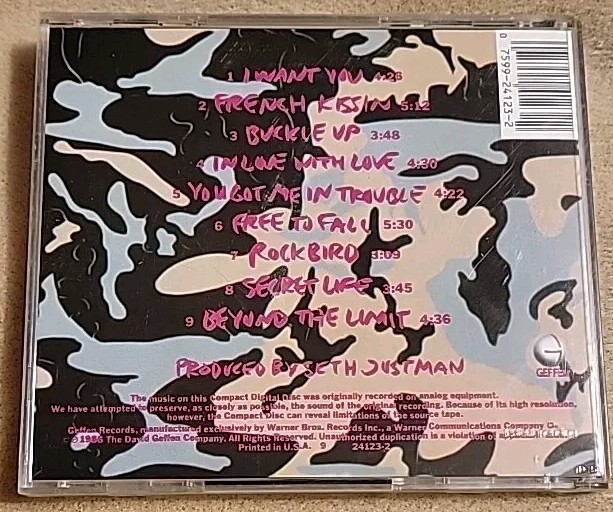 1 I WANT YOU 4:26
2 FRENCH KISSIN 5:12
3 BUCKLE UP 3:48
4 IN LOVE WITH LOVE 4:30
5 YOU GOT ME IN TROUBLE 4:22
6 FREE TO FALL 5:30
7 ROCKBIRD 3:09
8 SECRET LIFE 3:45
9 BEYOND THE LIMIT 4:36
PRODUCED BY SETH JUSTMAN
The music on this Compact Digital Disc was originally recorded on analog equipment.
We have attempted to preserve, as closely as possible, the sound of the original recording. Because of its high resolution,
however, the Compact Disc can reveal limitations of the source tape.
Geffen Records, manufactured exclusively by Warner Bros. Records Inc., a Warner Communications Company
© 1986 The David Geffen Company. All Rights Reserved. Unauthorized duplication is a violation of
Printed in U.S.A. 9 24123-2
0 7599-24123-2
G
GEFFEN